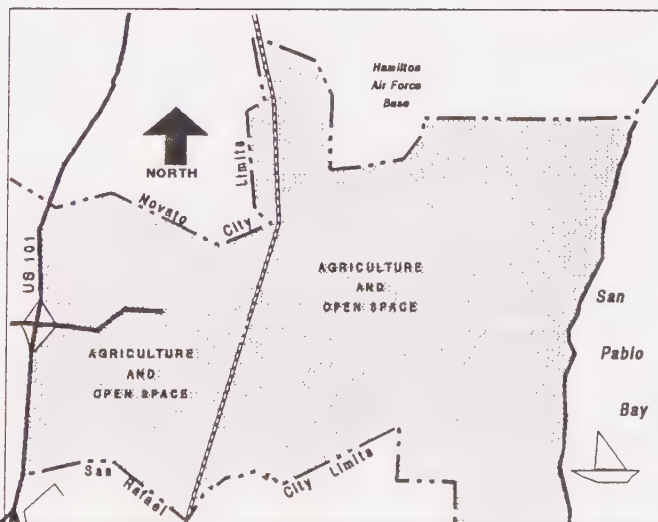 Hamilton
Air Force
Base
NORTH
Novato
City
Limits
US 101
AGRICULTURE
AND
OPEN SPACE
San
Pablo
Bay
AGRICULTURE
AND
OPEN SPACE
San
Rafael
City Limits